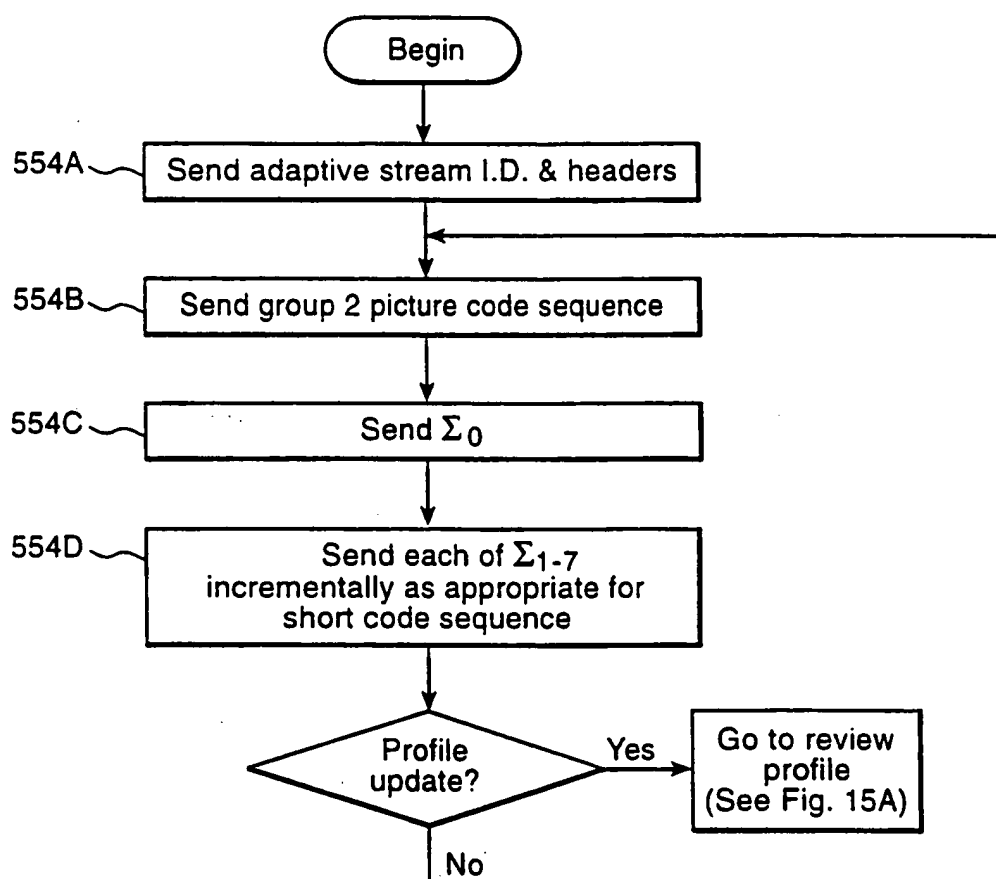 Begin
554A
Send adaptive stream I.D. & headers
554B
Send group 2 picture code sequence
554C
Send Σ0
554D
Send each of Σ1-7
incrementally as appropriate for
short code sequence
Profile
update?
Yes
Go to review
profile
(See Fig. 15A)
No